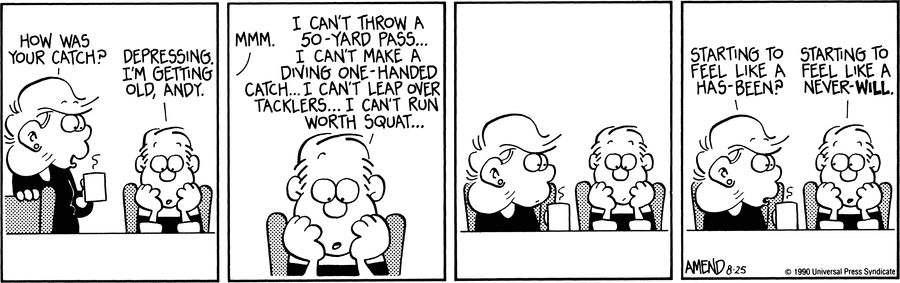 HOW WAS
YOUR CATCH?
DEPRESSING.
I'M GETTING
OLD, ANDY.
MMM.
I CAN'T THROW A
50-YARD PASS...
I CAN'T MAKE A
DIVING ONE-HANDED
CATCH... I CAN'T LEAP OVER
TACKLERS... I CAN'T RUN
WORTH SQUAT...
STARTING TO
FEEL LIKE A
HAS-BEEN?
STARTING TO
FEEL LIKE A
NEVER-WILL.
AMEND 8-25
© 1990 Universal Press Syndicate